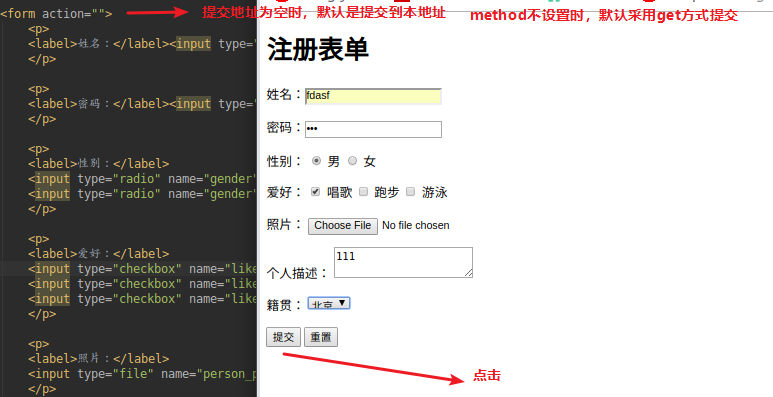 <form action="">
提交地址为空时，默认是提交到本地址
method不设置时，默认采用get方式提交
<p>
<label>姓名：</label><input type="
</p>
<p>
<label>密码：</label><input type="
</p>
<p>
<label>性别：</label>
<input type="radio" name="gender"
<input type="radio" name="gender"
</p>
<p>
<label>爱好：</label>
<input type="checkbox" name="like
<input type="checkbox" name="like
<input type="checkbox" name="like
</p>
<p>
<label>照片：</label>
<input type="file" name="person_p
</p>
注册表单
姓名：fdasf
密码：•••
性别： 男 女
爱好： 唱歌 跑步 游泳
照片： Choose File No file chosen
个人描述：111
籍贯：北京
提交 重置
点击